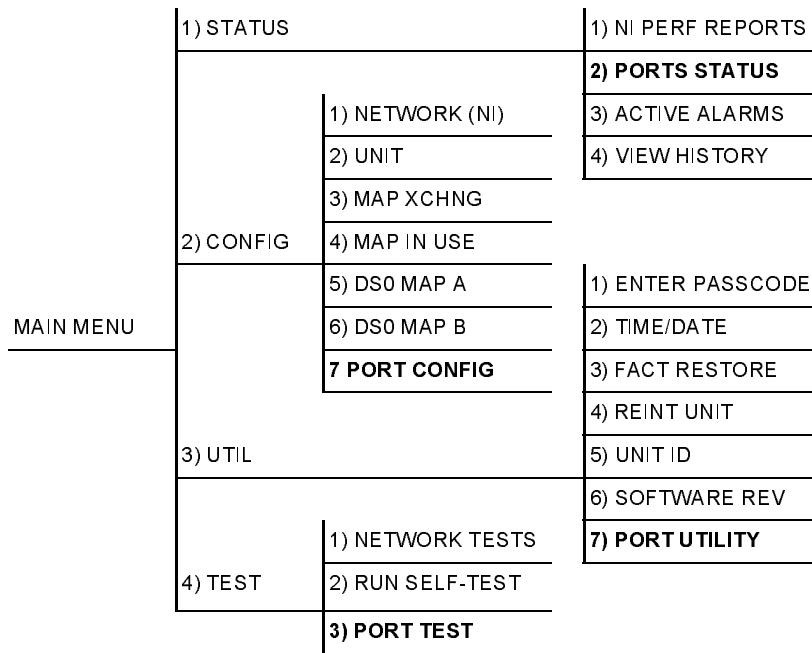 MAIN MENU
1) STATUS
1) NI PERF REPORTS
2) PORTS STATUS
3) ACTIVE ALARMS
4) VIEW HISTORY
2) CONFIG
1) NETWORK (NI)
2) UNIT
3) MAP XCHNG
4) MAP IN USE
5) DS0 MAP A
6) DS0 MAP B
7 PORT CONFIG
3) UTIL
1) ENTER PASSCODE
2) TIME/DATE
3) FACT RESTORE
4) REINT UNIT
5) UNIT ID
6) SOFTWARE REV
7) PORT UTILITY
4) TEST
1) NETWORK TESTS
2) RUN SELF-TEST
3) PORT TEST